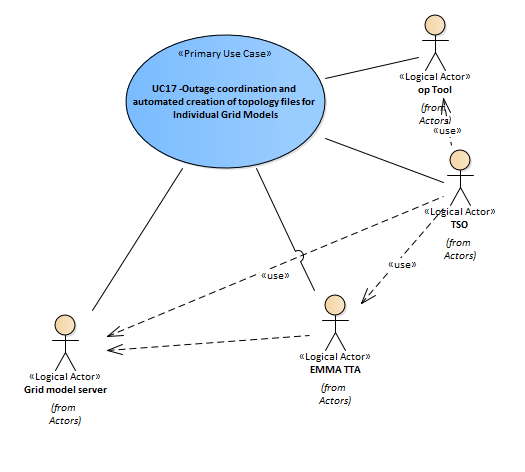 «Primary Use Case»
UC17 -Outage coordination and
automated creation of topology files for
Individual Grid Models
«Logical Actor»
op Tool
(from
Actors)
«use»
«Logical Actor»
TSO
(from
Actors)
«use»
«use»
«Logical Actor»
EMMA TTA
(from
Actors)
«Logical Actor»
Grid model server
(from
Actors)